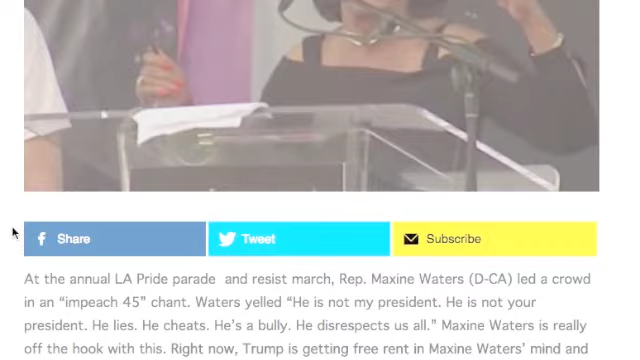 Share
Tweet
Subscribe
At the annual LA Pride parade and resist march, Rep. Maxine Waters (D-CA) led a crowd
in an “impeach 45” chant. Waters yelled “He is not my president. He is not your
president. He lies. He cheats. He’s a bully. He disrespects us all.” Maxine Waters is really
off the hook with this. Right now, Trump is getting free rent in Maxine Waters’ mind and